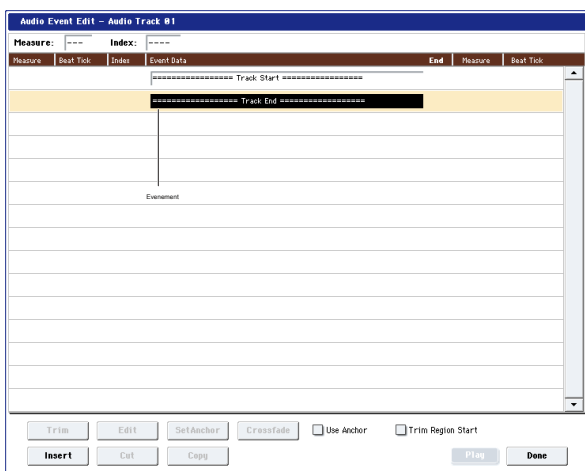 Audio Event Edit – Audio Track 01
Measure: --- Index: ----
Measure Beat Tick Index Event Data End Measure Beat Tick
================= Track Start =================
================== Track End ==================
Evenement
Trim Edit SetAnchor Crossfade Use Anchor Trim Region Start
Insert Cut Copy Play Done